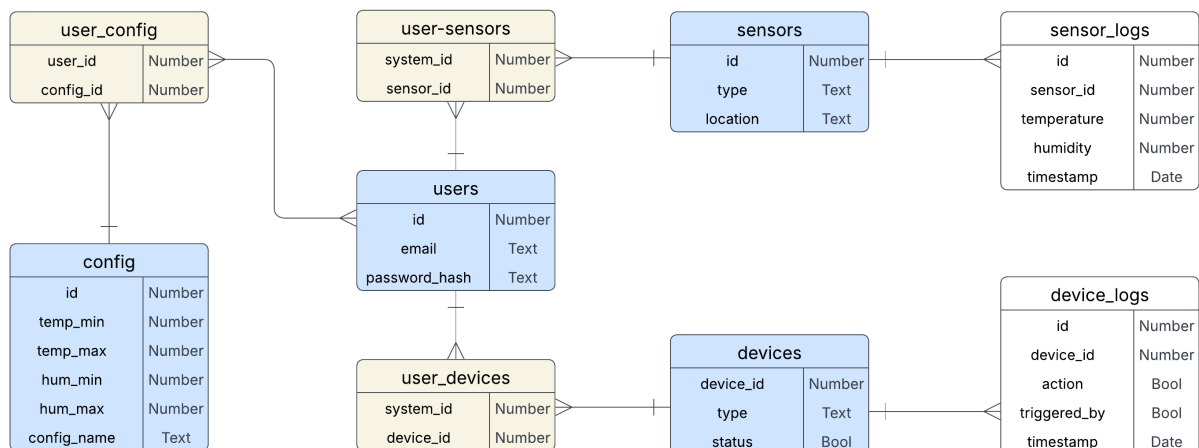 user_config
user_id Number
config_id Number
user-sensors
system_id Number
sensor_id Number
sensors
id Number
type Text
location Text
sensor_logs
id Number
sensor_id Number
temperature Number
humidity Number
timestamp Date
users
id Number
email Text
password_hash Text
config
id Number
temp_min Number
temp_max Number
hum_min Number
hum_max Number
config_name Text
user_devices
system_id Number
device_id Number
devices
device_id Number
type Text
status Bool
device_logs
id Number
device_id Number
action Bool
triggered_by Bool
timestamp Date